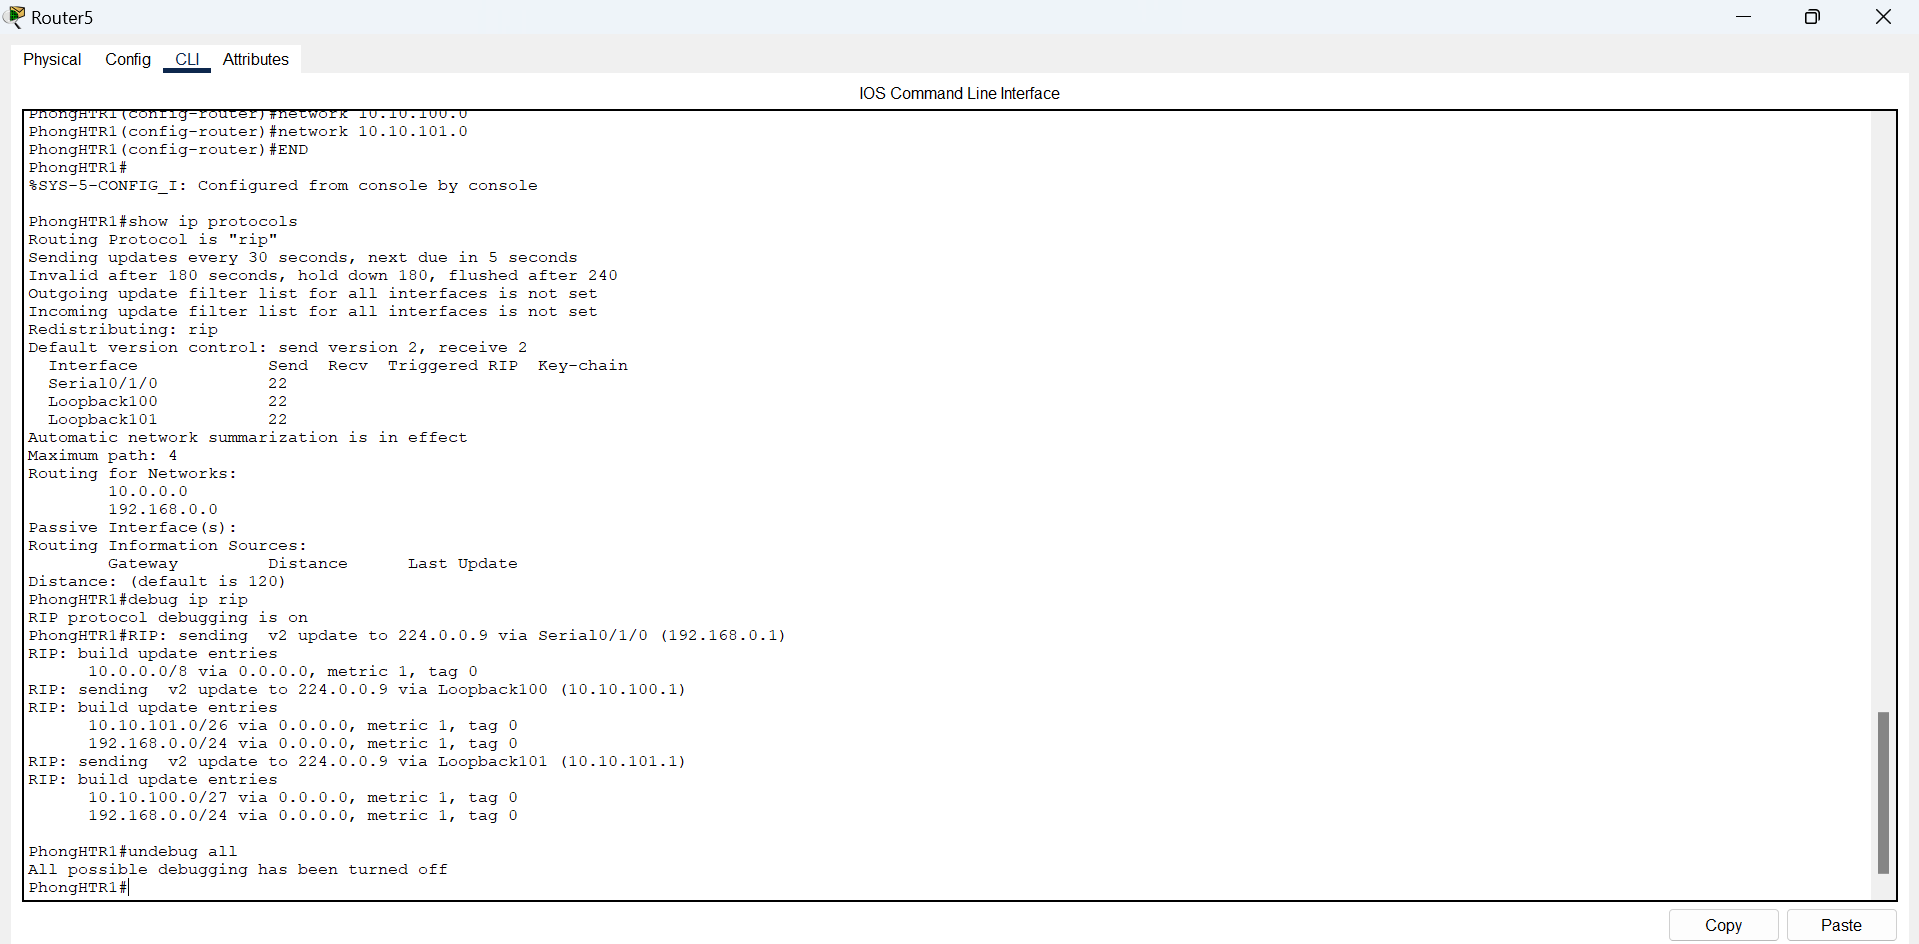 Router5
Physical Config CLI Attributes
IOS Command Line Interface
PhongHTR1(config-router)#network 10.10.100.0
PhongHTR1(config-router)#network 10.10.101.0
PhongHTR1(config-router)#END
PhongHTR1#
%SYS-5-CONFIG_I: Configured from console by console
PhongHTR1#show ip protocols
Routing Protocol is "rip"
Sending updates every 30 seconds, next due in 5 seconds
Invalid after 180 seconds, hold down 180, flushed after 240
Outgoing update filter list for all interfaces is not set
Incoming update filter list for all interfaces is not set
Redistributing: rip
Default version control: send version 2, receive 2
Interface Send Recv Triggered RIP Key-chain
Serial0/1/0 22
Loopback100 22
Loopback101 22
Automatic network summarization is in effect
Maximum path: 4
Routing for Networks:
10.0.0.0
192.168.0.0
Passive Interface(s):
Routing Information Sources:
Gateway Distance Last Update
Distance: (default is 120)
PhongHTR1#debug ip rip
RIP protocol debugging is on
PhongHTR1#RIP: sending v2 update to 224.0.0.9 via Serial0/1/0 (192.168.0.1)
RIP: build update entries
10.0.0.0/8 via 0.0.0.0, metric 1, tag 0
RIP: sending v2 update to 224.0.0.9 via Loopback100 (10.10.100.1)
RIP: build update entries
10.10.101.0/26 via 0.0.0.0, metric 1, tag 0
192.168.0.0/24 via 0.0.0.0, metric 1, tag 0
RIP: sending v2 update to 224.0.0.9 via Loopback101 (10.10.101.1)
RIP: build update entries
10.10.100.0/27 via 0.0.0.0, metric 1, tag 0
192.168.0.0/24 via 0.0.0.0, metric 1, tag 0
PhongHTR1#undebug all
All possible debugging has been turned off
PhongHTR1#
Copy Paste